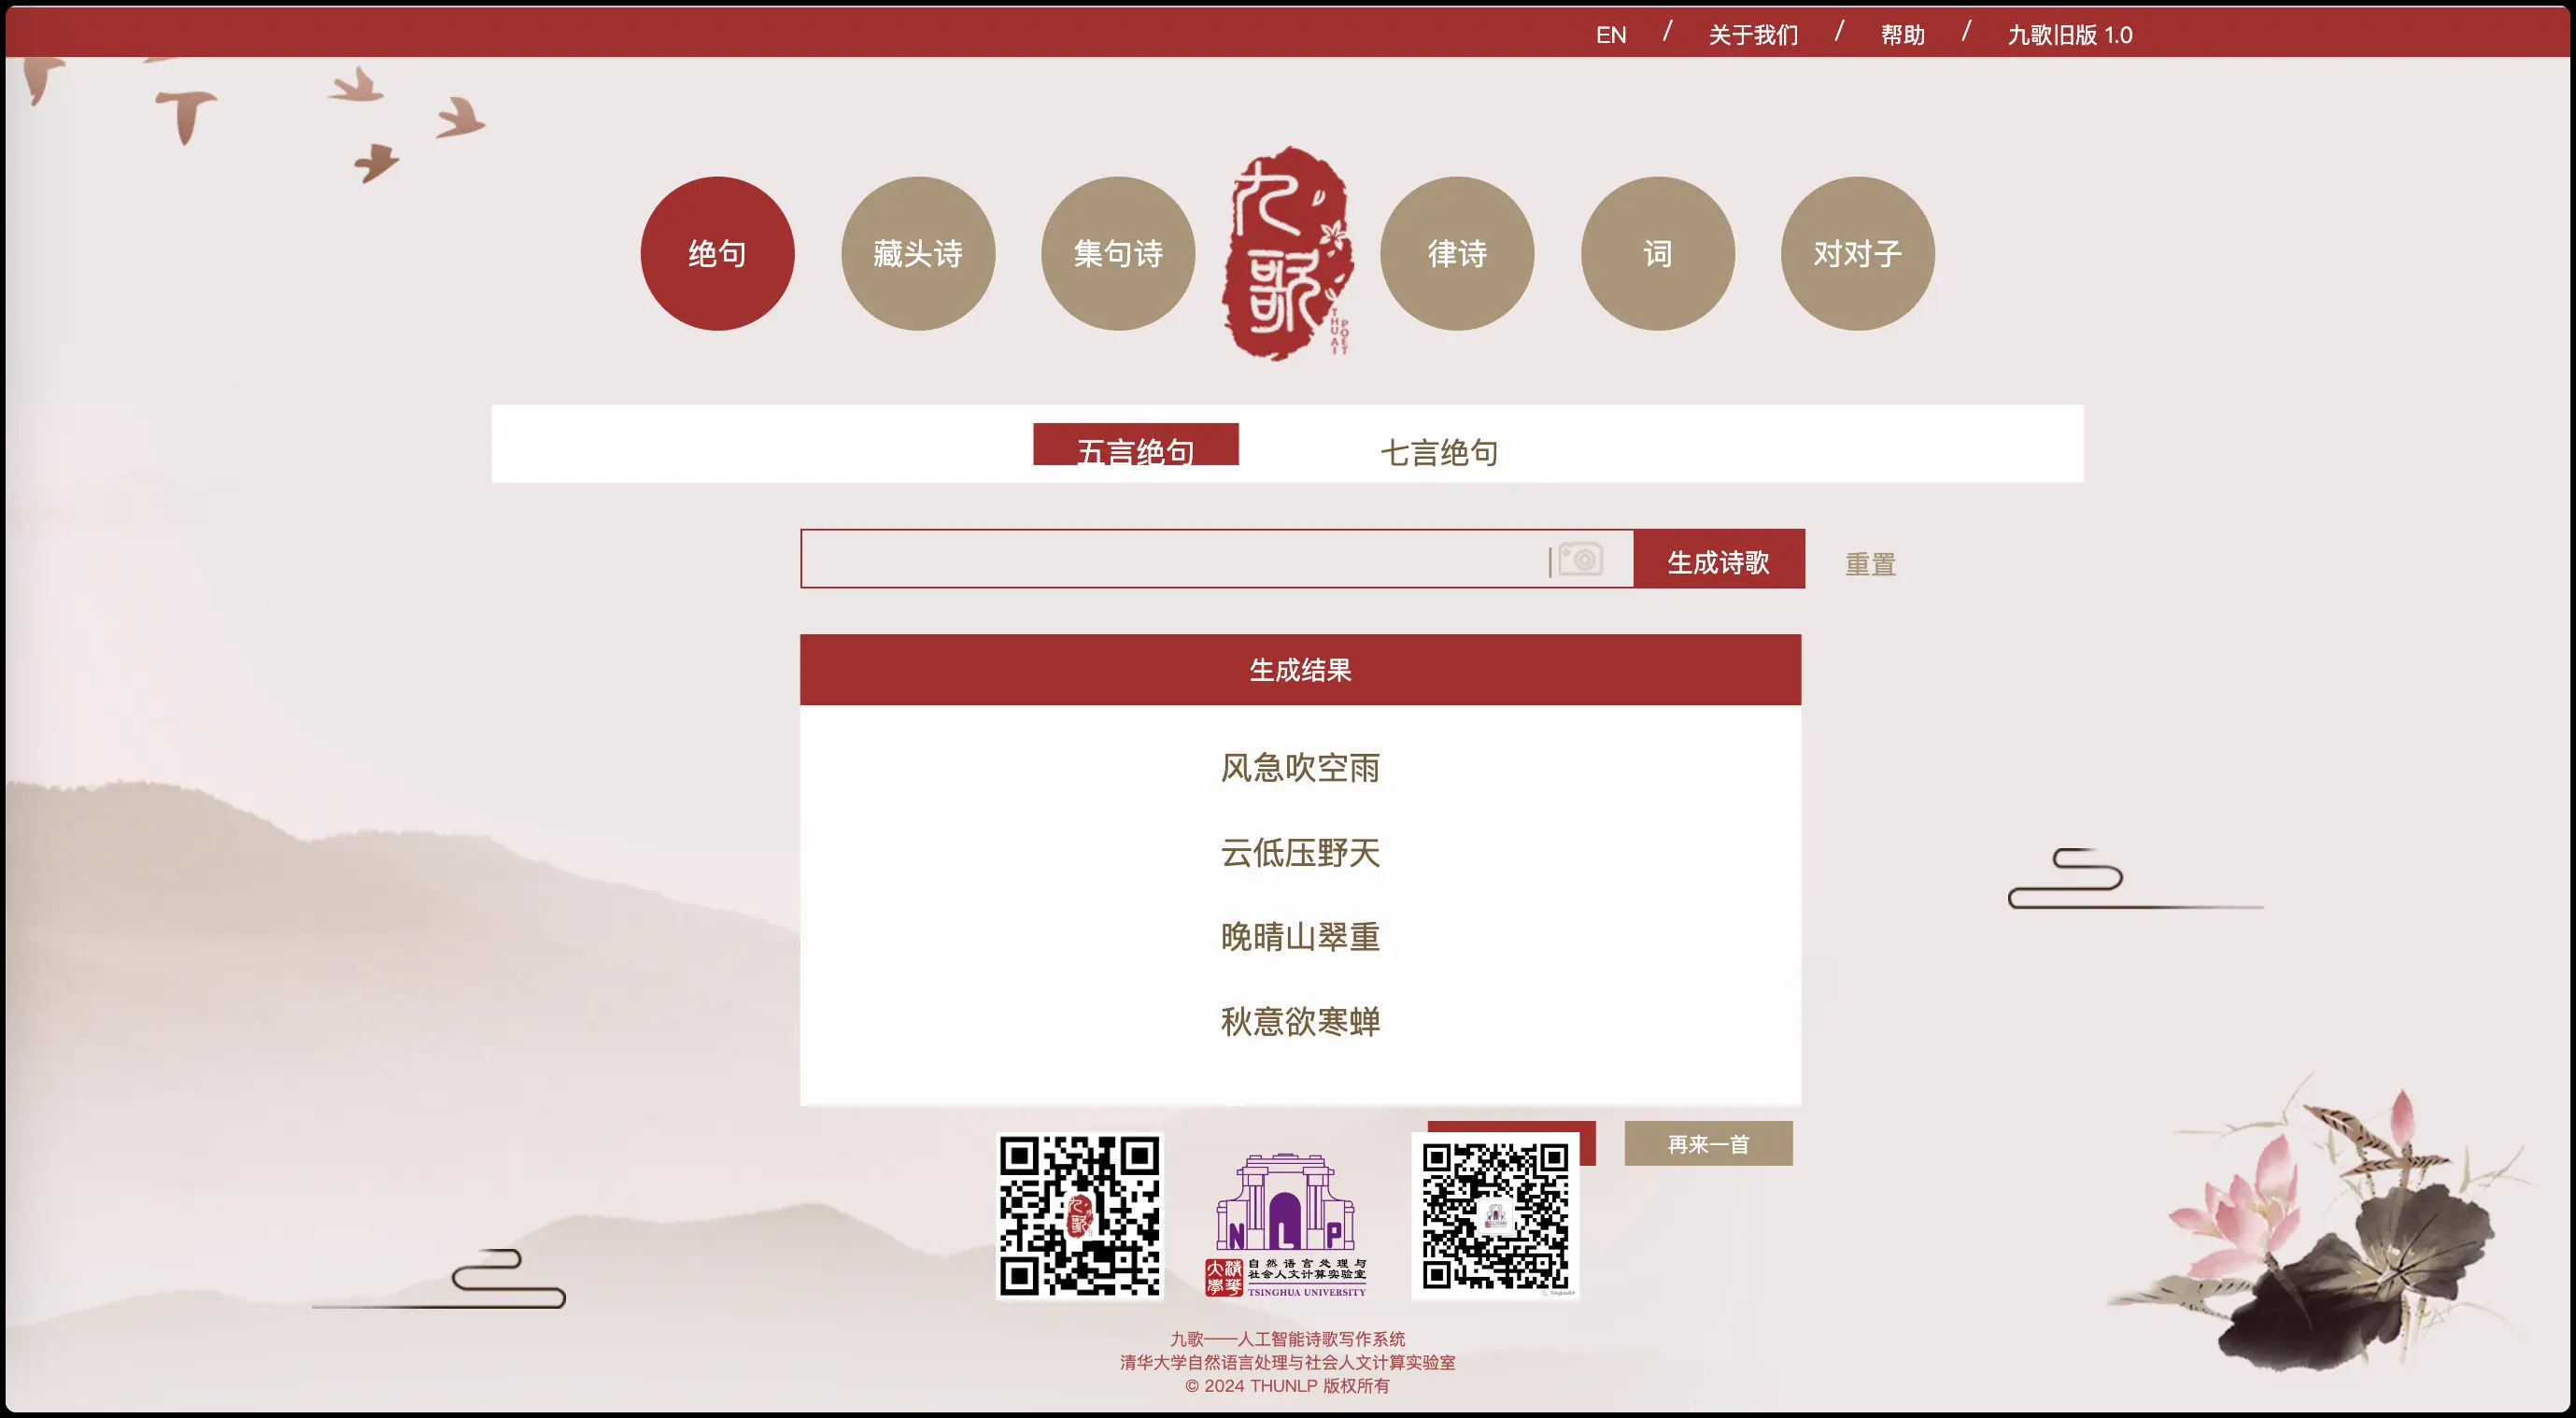 EN / 关于我们 / 帮助 / 九歌旧版 1.0
绝句
藏头诗
集句诗
九歌
THU AI
POET
律诗
词
对对子
五言绝句
七言绝句
生成诗歌
重置
生成结果
风急吹空雨
云低压野天
晚晴山翠重
秋意欲寒蝉
再来一首
九歌
NLP
清华大学
自然语言处理与
社会人文计算实验室
TSINGHUA UNIVERSITY
九歌——人工智能诗歌写作系统
清华大学自然语言处理与社会人文计算实验室
© 2024 THUNLP 版权所有